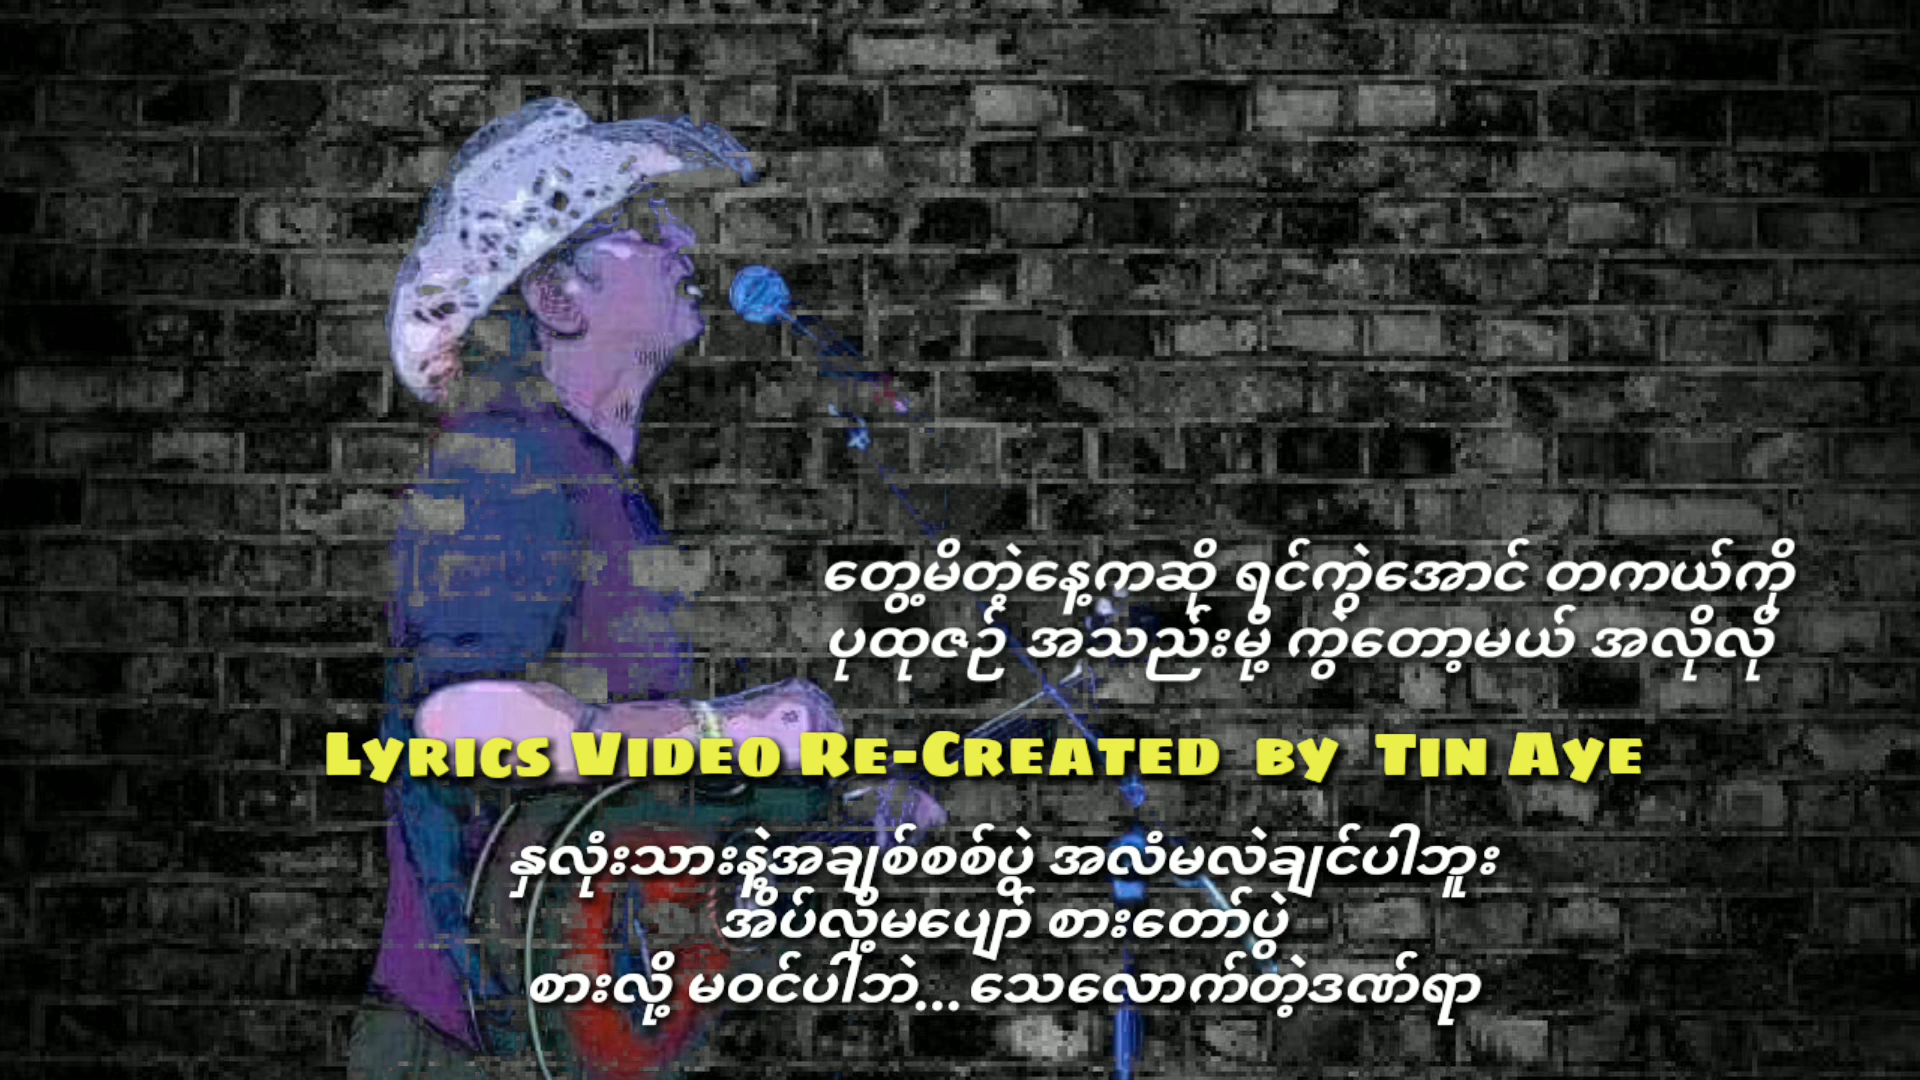 တွေ့မိတဲ့နေ့ကဆို ရင်ကွဲအောင် တကယ်ကို
ပုထုဇဉ် အသည်းမို့ ကွဲတော့မယ် အလိုလို
Lyrics Video Re-Created by Tin Aye
နှလုံးသားနဲ့အချစ်စစ်ပွဲ အလံမလဲချင်ပါဘူး
အိပ်လို့မပျော် စားတော်ပွဲ
စားလို့ မဝင်ပါဘဲ... သေလောက်တဲ့ဒဏ်ရာ